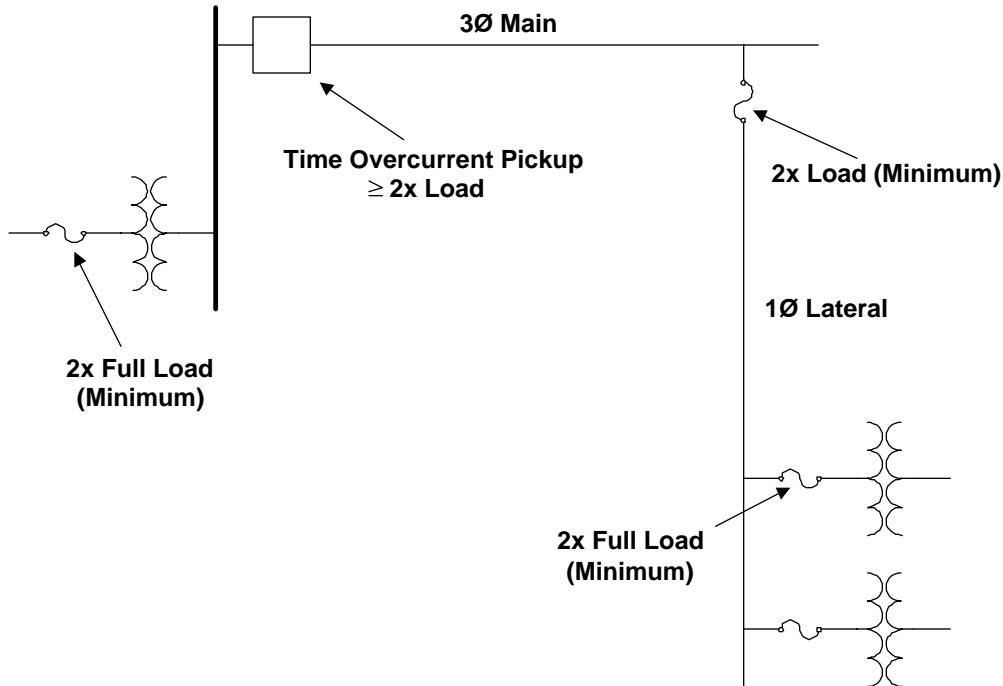 3Ø Main
Time Overcurrent Pickup
≥ 2x Load
2x Load (Minimum)
1Ø Lateral
2x Full Load
(Minimum)
2x Full Load
(Minimum)